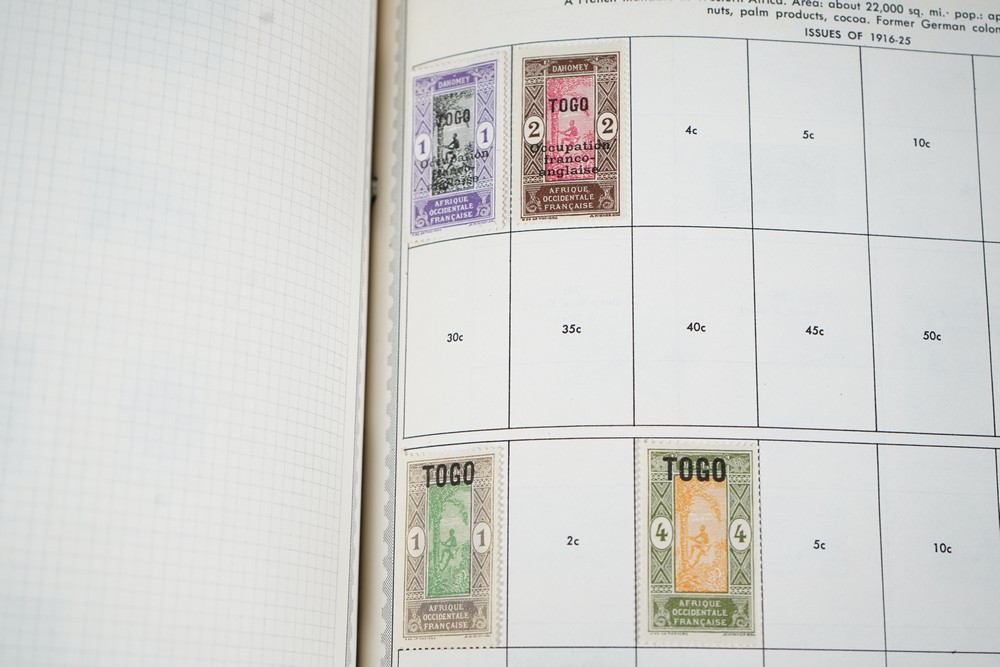 A French
Africa. Area: about 22,000 sq. mi.- pop.:
nuts, palm products, cocoa. Former German
ISSUES OF 1916-25
DAHOMEY
TOGO
1 1
Occupation
franco-
anglaise
AFRIQUE
OCCIDENTALE
FRANÇAISE
DAHOMEY
TOGO
2 2
Occupation
franco-
anglaise
AFRIQUE
OCCIDENTALE
FRANÇAISE
4c
5c
10c
30c
35c
40c
45c
50c
TOGO
1 1
AFRIQUE
OCCIDENTALE
FRANÇAISE
2c
TOGO
4 4
AFRIQUE
OCCIDENTALE
FRANÇAISE
5c
10c